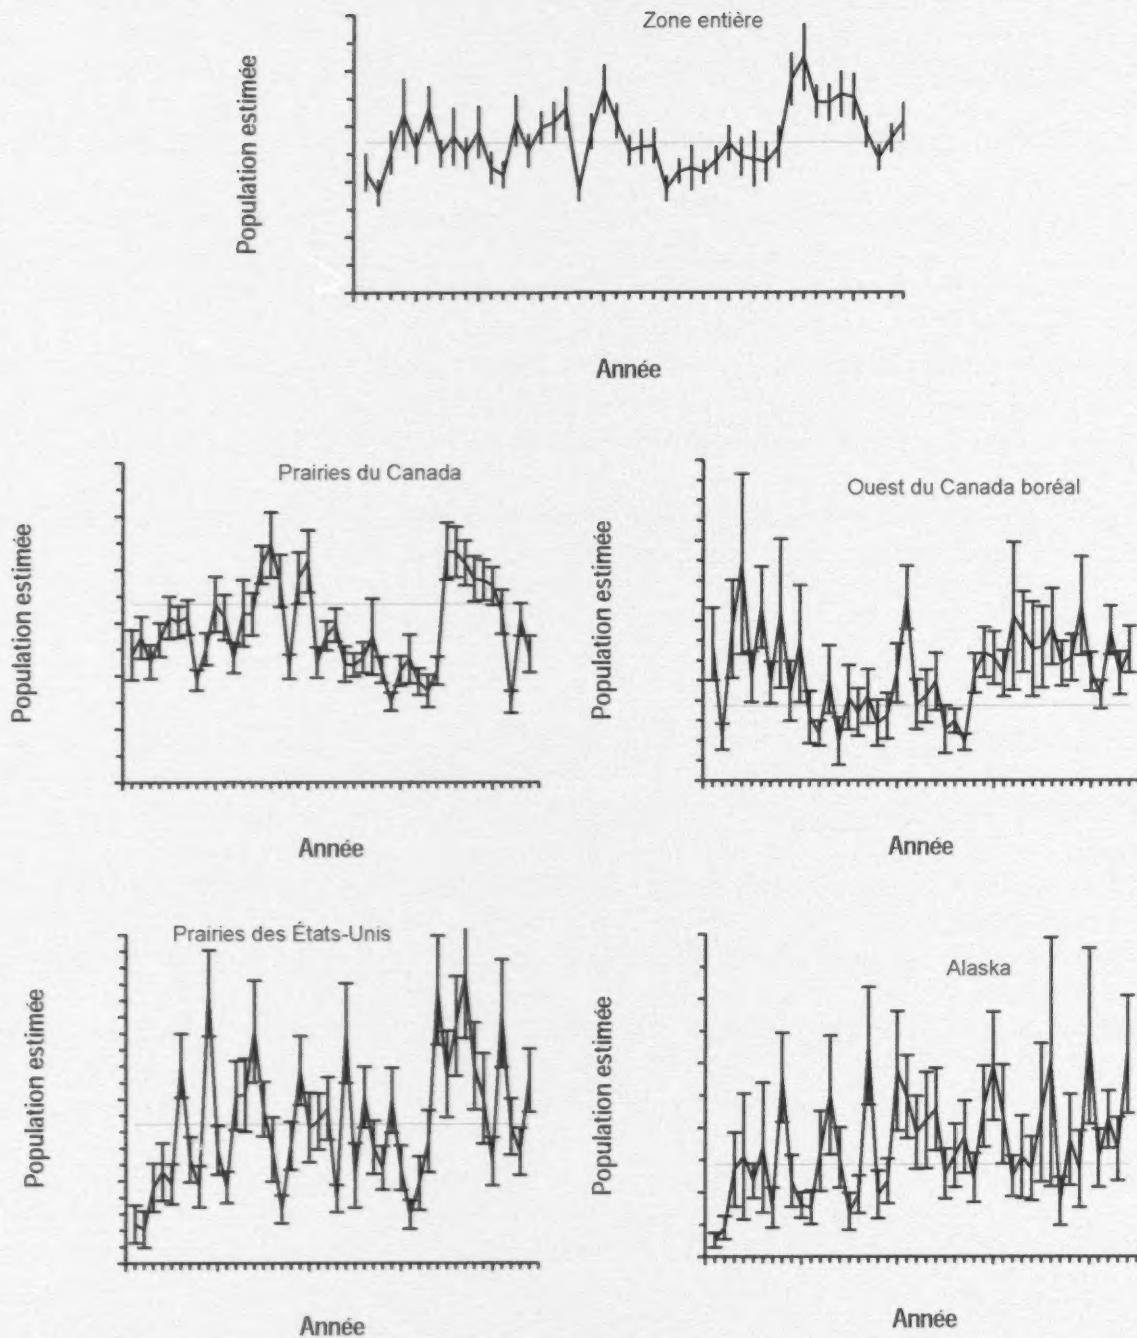 Zone entière
Population estimée
Année
Prairies du Canada
Population estimée
Année
Ouest du Canada boréal
Population estimée
Année
Prairies des États-Unis
Population estimée
Année
Alaska
Population estimée
Année